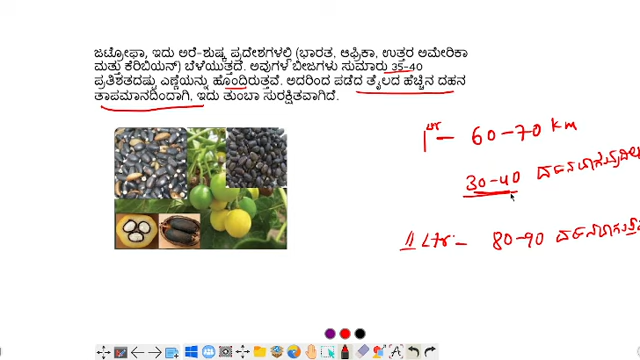 ಜಟ್ರೋಫಾ, ಇದು ಅರೆ-ಶುಷ್ಕ ಪ್ರದೇಶಗಳಲ್ಲಿ (ಭಾರತ, ಆಫ್ರಿಕಾ, ಉತ್ತರ ಅಮೇರಿಕಾ
ಮತ್ತು ಕೆರಿಬಿಯನ್) ಬೆಳೆಯುತ್ತದೆ. ಅವುಗಳ ಬೀಜಗಳು ಸುಮಾರು 35-40
ಪ್ರತಿಶತದಷ್ಟು ಎಣ್ಣೆಯನ್ನು ಹೊಂದಿರುತ್ತವೆ. ಅದರಿಂದ ಪಡೆದ ತೈಲದ ಹೆಚ್ಚಿನ ದಹನ
ತಾಪಮಾನದಿಂದಾಗಿ, ಇದು ತುಂಬಾ ಸುರಕ್ಷಿತವಾಗಿದೆ.
60-70 km
30-40
11 Ltr - 80-90